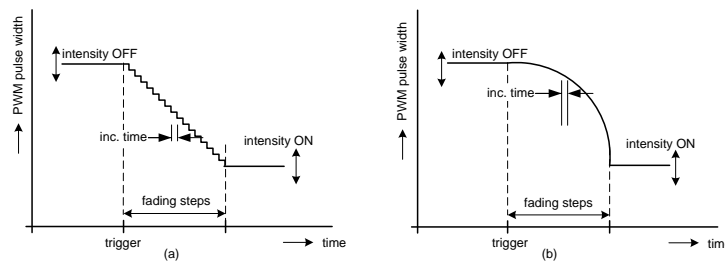 PWM pulse width
intensity OFF
inc. time
intensity ON
fading steps
trigger
time
(a)
PWM pulse width
intensity OFF
inc. time
intensity ON
fading steps
trigger
tim
(b)